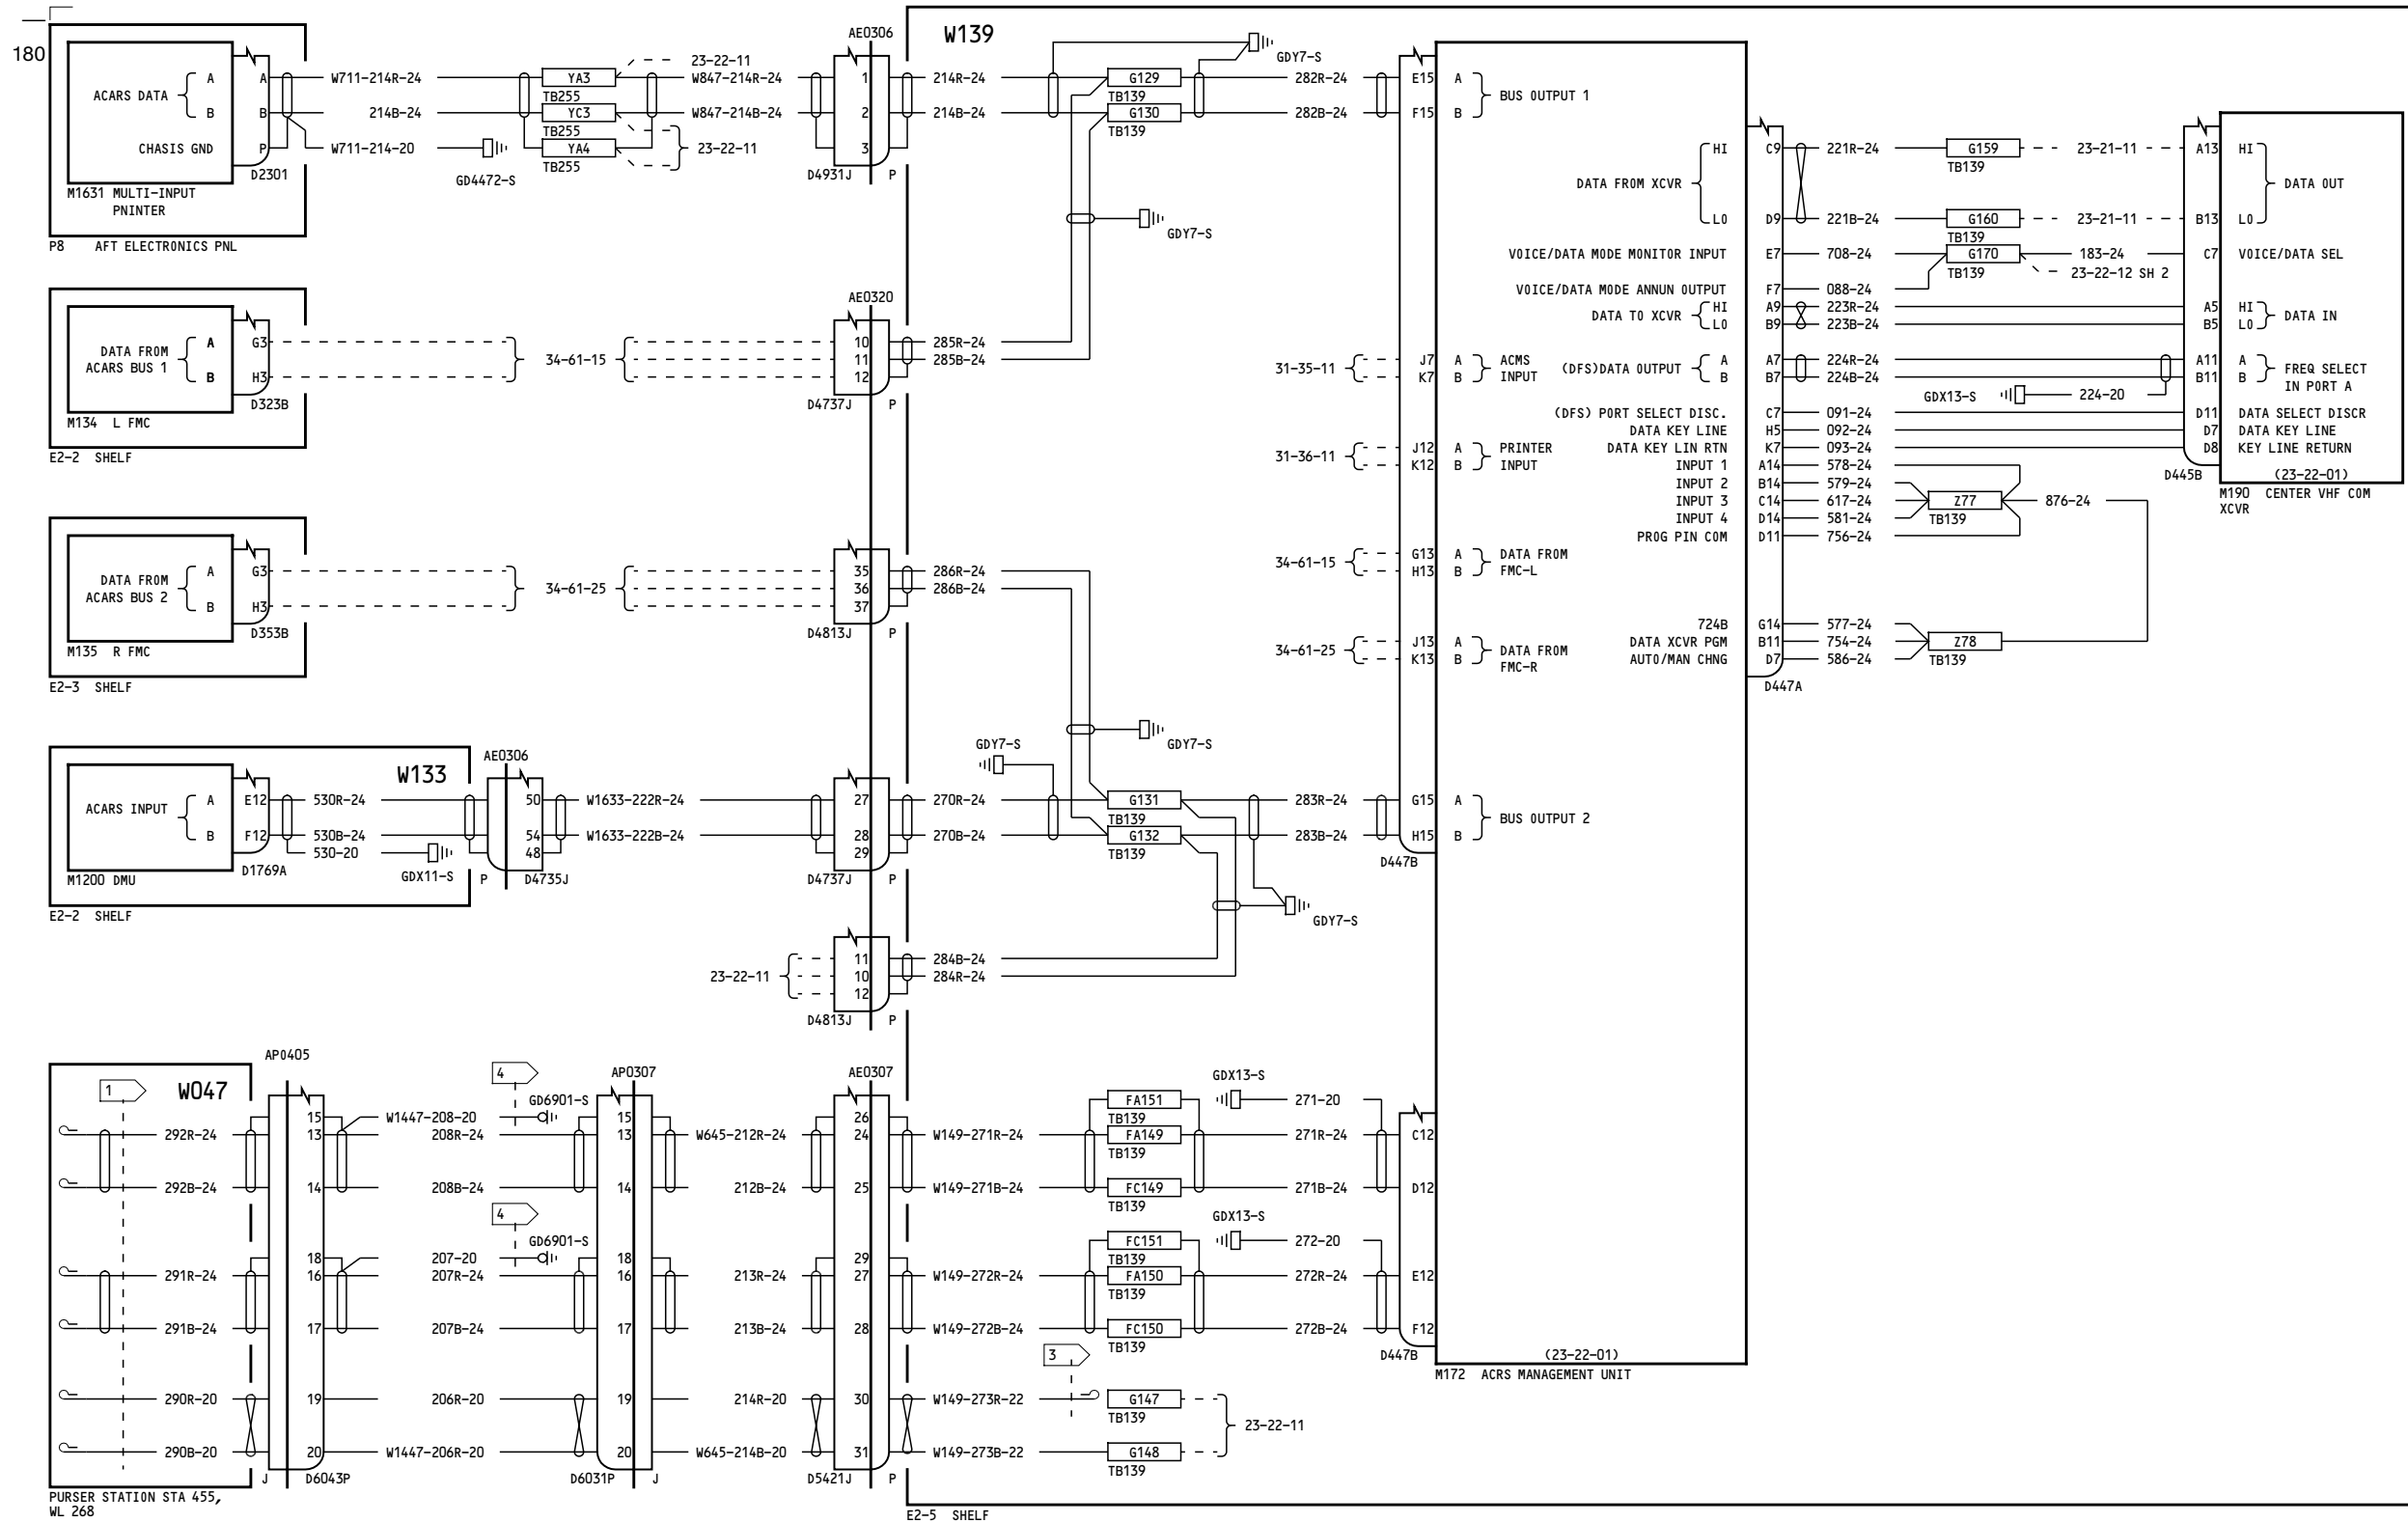 180
W139
AE0306
ACARS DATA
A
B
CHASIS GND
A
B
P
D2301
M1631 MULTI-INPUT
PNINTER
P8 AFT ELECTRONICS PNL
W711-214R-24
214B-24
W711-214-20
GD4472-S
YA3
TB255
YC3
TB255
YA4
TB255
23-22-11
W847-214R-24
W847-214B-24
23-22-11
1
2
3
D4931J
P
214R-24
214B-24
G129
TB139
G130
TB139
GDY7-S
282R-24
282B-24
E15 A
F15 B
BUS OUTPUT 1
GDY7-S
HI
DATA FROM XCVR
LO
C9
D9
221R-24
221B-24
G159
TB139
G160
TB139
23-21-11
23-21-11
A13 HI
DATA OUT
B13 LO
VOICE/DATA MODE MONITOR INPUT
E7
708-24
G170
TB139
183-24
23-22-12 SH 2
C7 VOICE/DATA SEL
VOICE/DATA MODE ANNUN OUTPUT
F7
088-24
DATA TO XCVR
HI
LO
A9
B9
223R-24
223B-24
A5 HI
B5 LO
DATA IN
(DFS)DATA OUTPUT
A
B
A7
B7
224R-24
224B-24
A11 A
B11 B
FREQ SELECT
IN PORT A
GDX13-S
224-20
(DFS) PORT SELECT DISC.
C7
091-24
D11 DATA SELECT DISCR
DATA KEY LINE
H5
092-24
D7 DATA KEY LINE
DATA KEY LIN RTN
K7
093-24
D8 KEY LINE RETURN
INPUT 1
A14
578-24
INPUT 2
B14
579-24
INPUT 3
C14
617-24
INPUT 4
D14
581-24
PROG PIN COM
D11
756-24
Z77
TB139
876-24
D445B
(23-22-01)
M190 CENTER VHF COM
XCVR
724B
G14
577-24
DATA XCVR PGM
B11
754-24
AUTO/MAN CHNG
D7
586-24
Z78
TB139
D447A
AE0320
DATA FROM
ACARS BUS 1
A
B
G3
H3
D323B
M134 L FMC
E2-2 SHELF
34-61-15
10
11
12
D4737J
P
285R-24
285B-24
31-35-11
J7 A
K7 B
ACMS
INPUT
31-36-11
J12 A
K12 B
PRINTER
INPUT
34-61-15
G13 A
H13 B
DATA FROM
FMC-L
34-61-25
J13 A
K13 B
DATA FROM
FMC-R
DATA FROM
ACARS BUS 2
A
B
G3
H3
D353B
M135 R FMC
E2-3 SHELF
34-61-25
35
36
37
D4813J
P
286R-24
286B-24
GDY7-S
GDY7-S
W133
AE0306
ACARS INPUT
A
B
E12
F12
D1769A
M1200 DMU
E2-2 SHELF
530R-24
530B-24
530-20
GDX11-S
P
50
54
48
D4735J
W1633-222R-24
W1633-222B-24
27
28
29
D4737J
P
270R-24
270B-24
G131
TB139
G132
TB139
283R-24
283B-24
G15 A
H15 B
BUS OUTPUT 2
D447B
GDY7-S
23-22-11
11
10
12
D4813J
P
284B-24
284R-24
W047
1
AP0405
4
AP0307
AE0307
292R-24
292B-24
291R-24
291B-24
290R-20
290B-20
J
15
13
14
18
16
17
19
20
D6043P
W1447-208-20
GD6901-S
208R-24
208B-24
4
207-20
GD6901-S
207R-24
207B-24
206R-20
W1447-206R-20
15
13
14
18
16
17
19
20
D6031P
J
W645-212R-24
212B-24
213R-24
213B-24
214R-20
W645-214B-20
26
24
25
29
27
28
30
31
D5421J
P
W149-271R-24
W149-271B-24
W149-272R-24
W149-272B-24
W149-273R-22
W149-273B-22
FA151
TB139
FA149
TB139
FC149
TB139
FC151
TB139
FA150
TB139
FC150
TB139
3
G147
TB139
G148
TB139
23-22-11
GDX13-S
271-20
271R-24
271B-24
GDX13-S
272-20
272R-24
272B-24
C12
D12
E12
F12
D447B
(23-22-01)
M172 ACRS MANAGEMENT UNIT
PURSER STATION STA 455,
WL 268
E2-5 SHELF